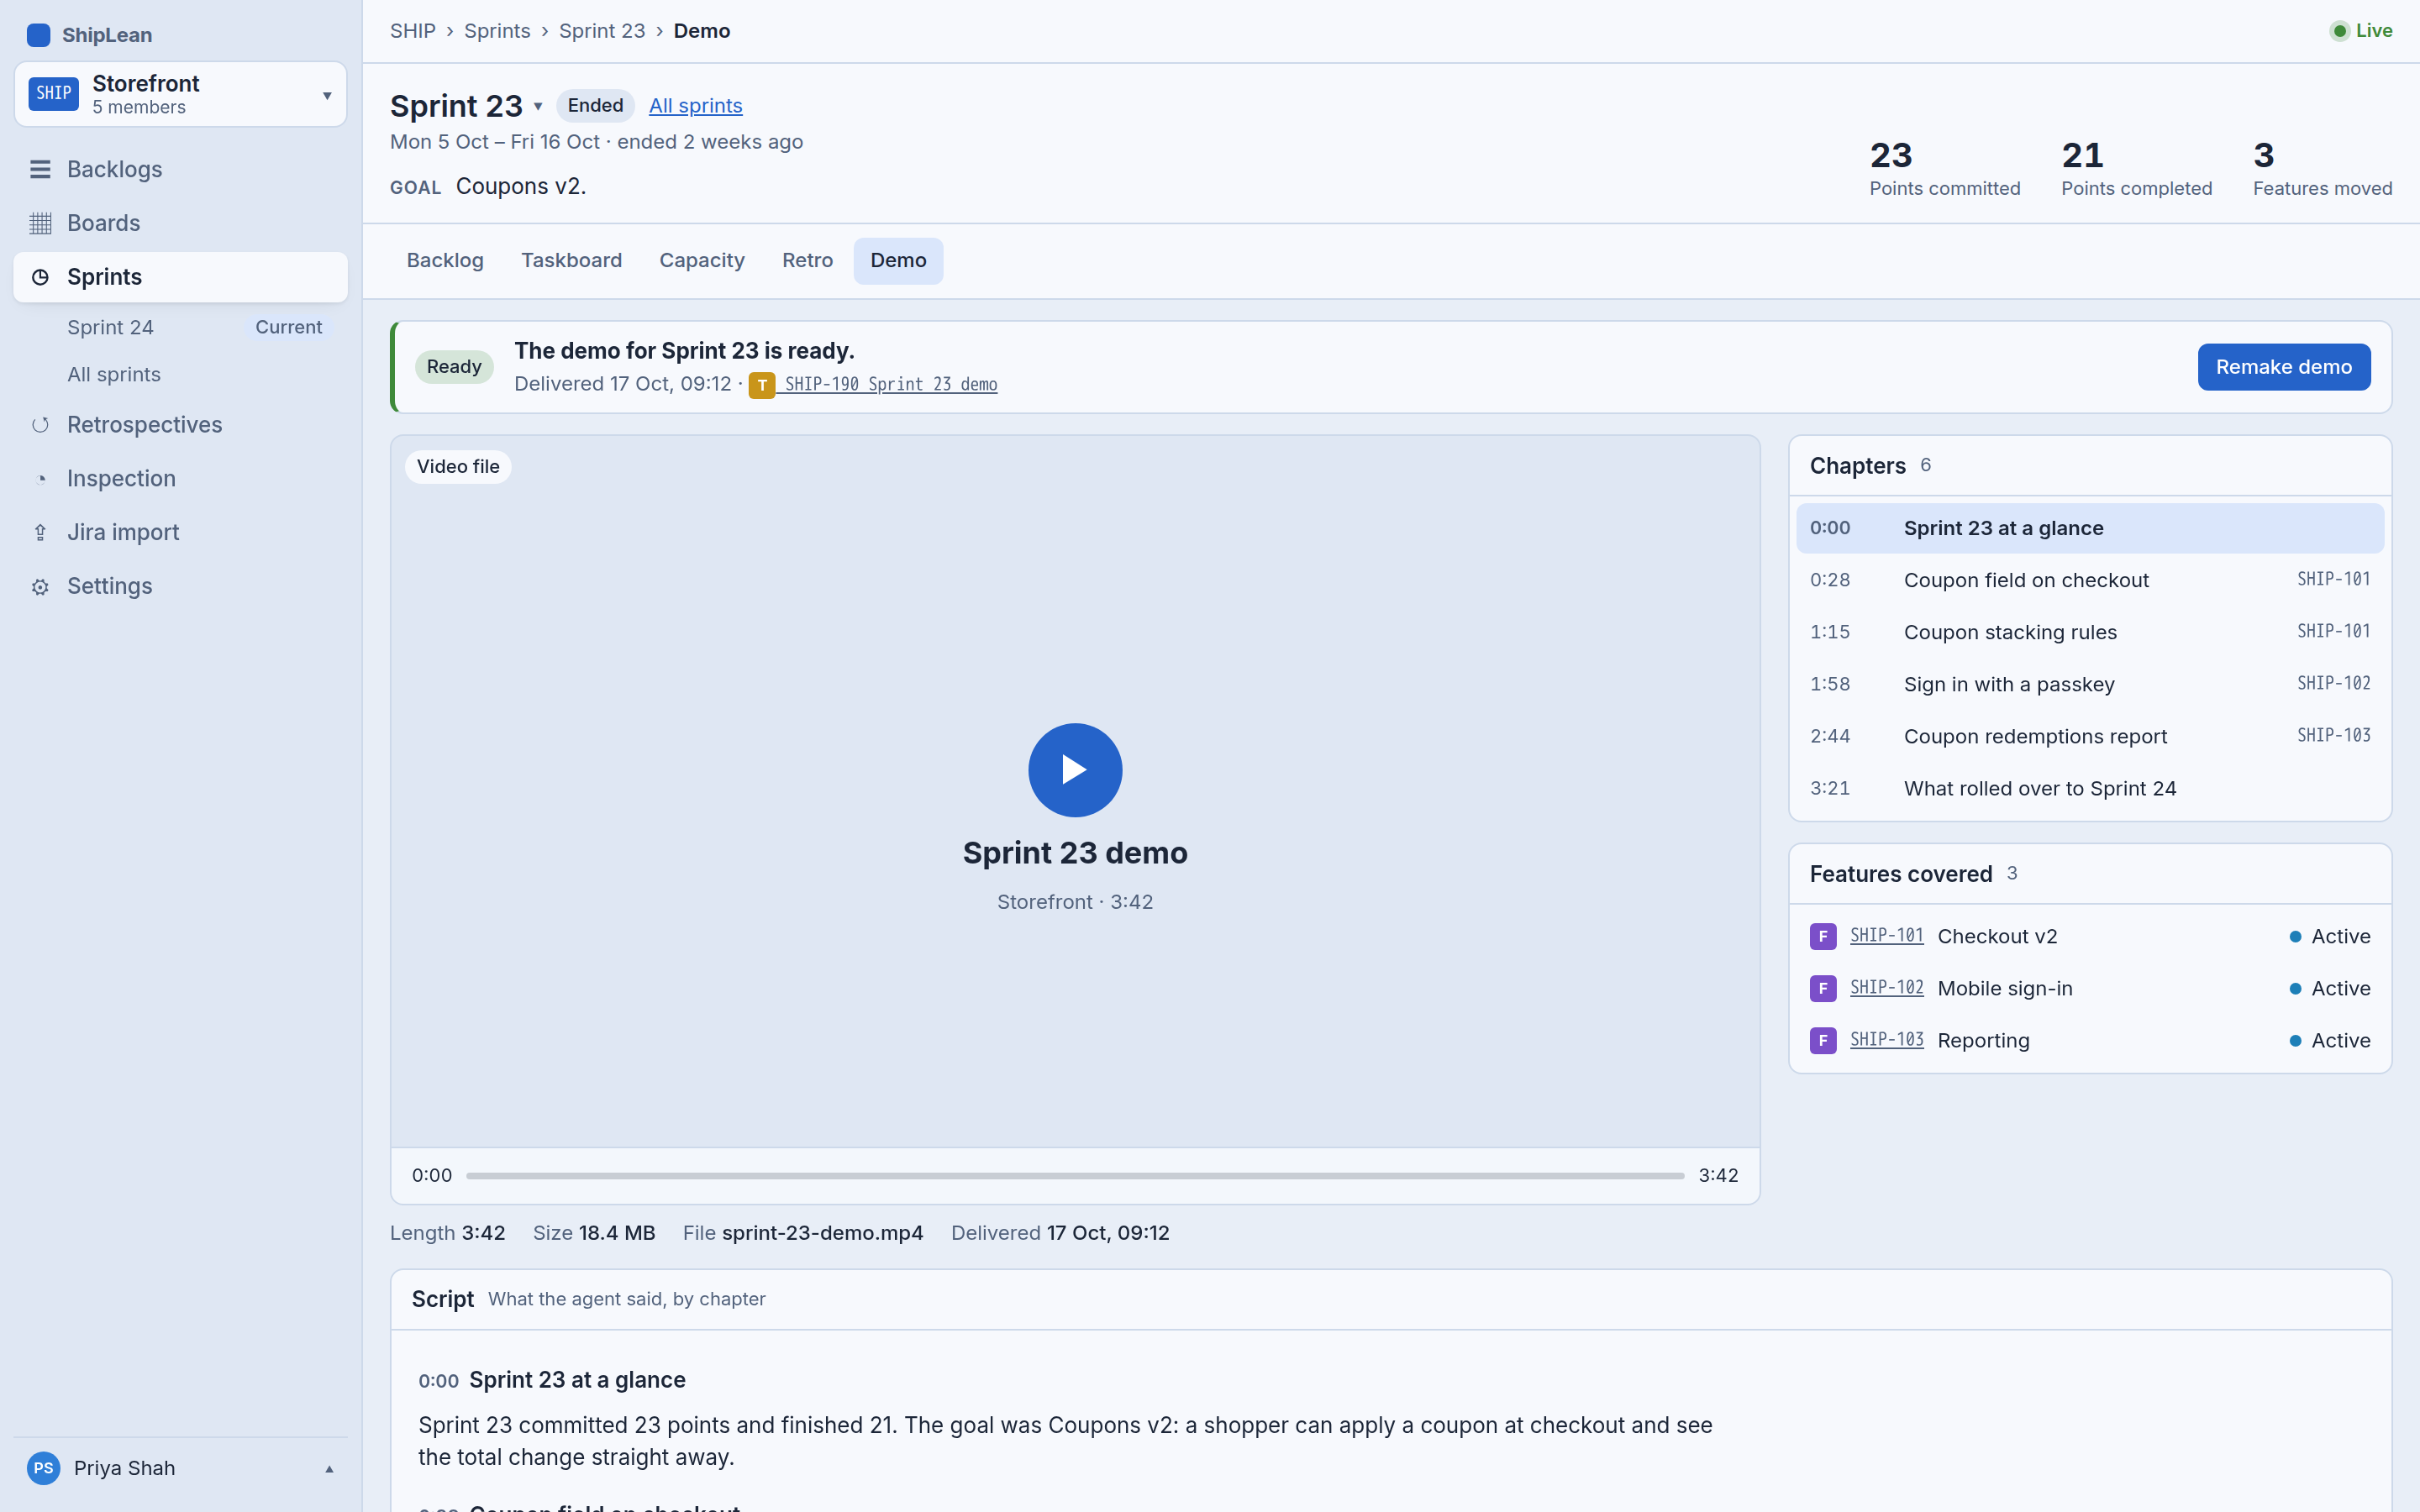 ShipLean
SHIP
Storefront
5 members
Backlogs
Boards
Sprints
Sprint 24
Current
All sprints
Retrospectives
Inspection
Jira import
Settings
PS
Priya Shah
SHIP › Sprints › Sprint 23 › Demo
Live
Sprint 23
Ended
All sprints
Mon 5 Oct – Fri 16 Oct · ended 2 weeks ago
GOAL Coupons v2.
23
Points committed
21
Points completed
3
Features moved
Backlog
Taskboard
Capacity
Retro
Demo
Ready
The demo for Sprint 23 is ready.
Delivered 17 Oct, 09:12 · T SHIP-190 Sprint 23 demo
Remake demo
Video file
Sprint 23 demo
Storefront · 3:42
0:00
3:42
Length 3:42 Size 18.4 MB File sprint-23-demo.mp4 Delivered 17 Oct, 09:12
Chapters 6
0:00 Sprint 23 at a glance
0:28 Coupon field on checkout SHIP-101
1:15 Coupon stacking rules SHIP-101
1:58 Sign in with a passkey SHIP-102
2:44 Coupon redemptions report SHIP-103
3:21 What rolled over to Sprint 24
Features covered 3
F SHIP-101 Checkout v2 Active
F SHIP-102 Mobile sign-in Active
F SHIP-103 Reporting Active
Script What the agent said, by chapter
0:00 Sprint 23 at a glance
Sprint 23 committed 23 points and finished 21. The goal was Coupons v2: a shopper can apply a coupon at checkout and see
the total change straight away.
Coupon field on checkout